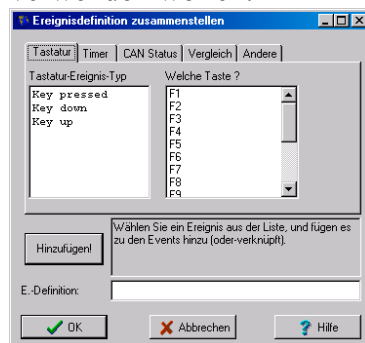 Ereignisdefinition zusammenstellen
Tastatur Timer CAN Status Vergleich Andere
Tastatur-Ereignis-Typ
Key pressed
Key down
Key up
Welche Taste ?
F1
F2
F3
F4
F5
F6
F7
F8
F9
Hinzufügen!
Wählen Sie ein Ereignis aus der Liste, und fügen es
zu den Events hinzu (oder-verknüpft).
E.-Definition:
OK Abbrechen Hilfe